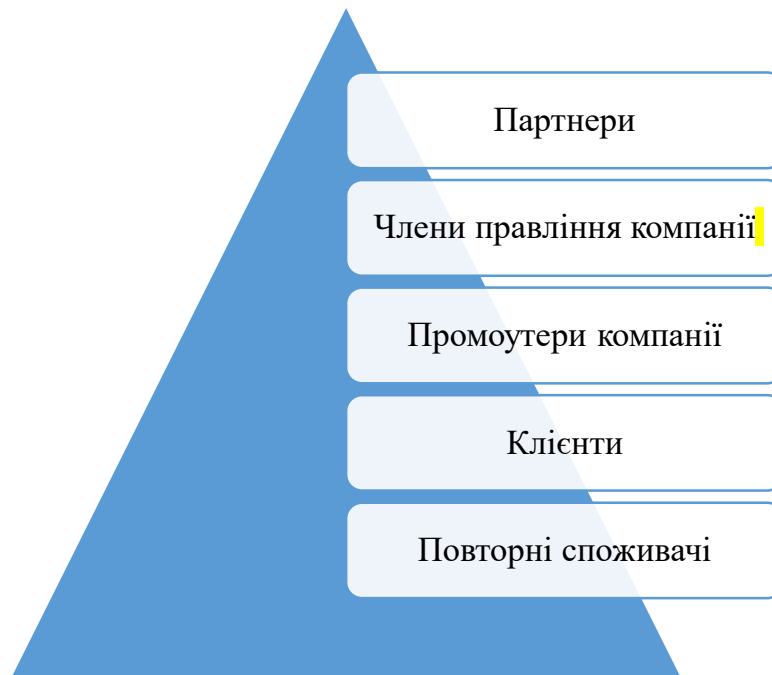 Партнери
Члени правління компанії
Промоутери компанії
Клієнти
Повторні споживачі